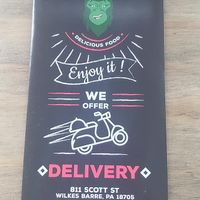 DELICIOUS FOOD
Enjoy it!
WE
OFFER
DELIVERY
811 SCOTT ST
WILKES BARRE, PA 18705